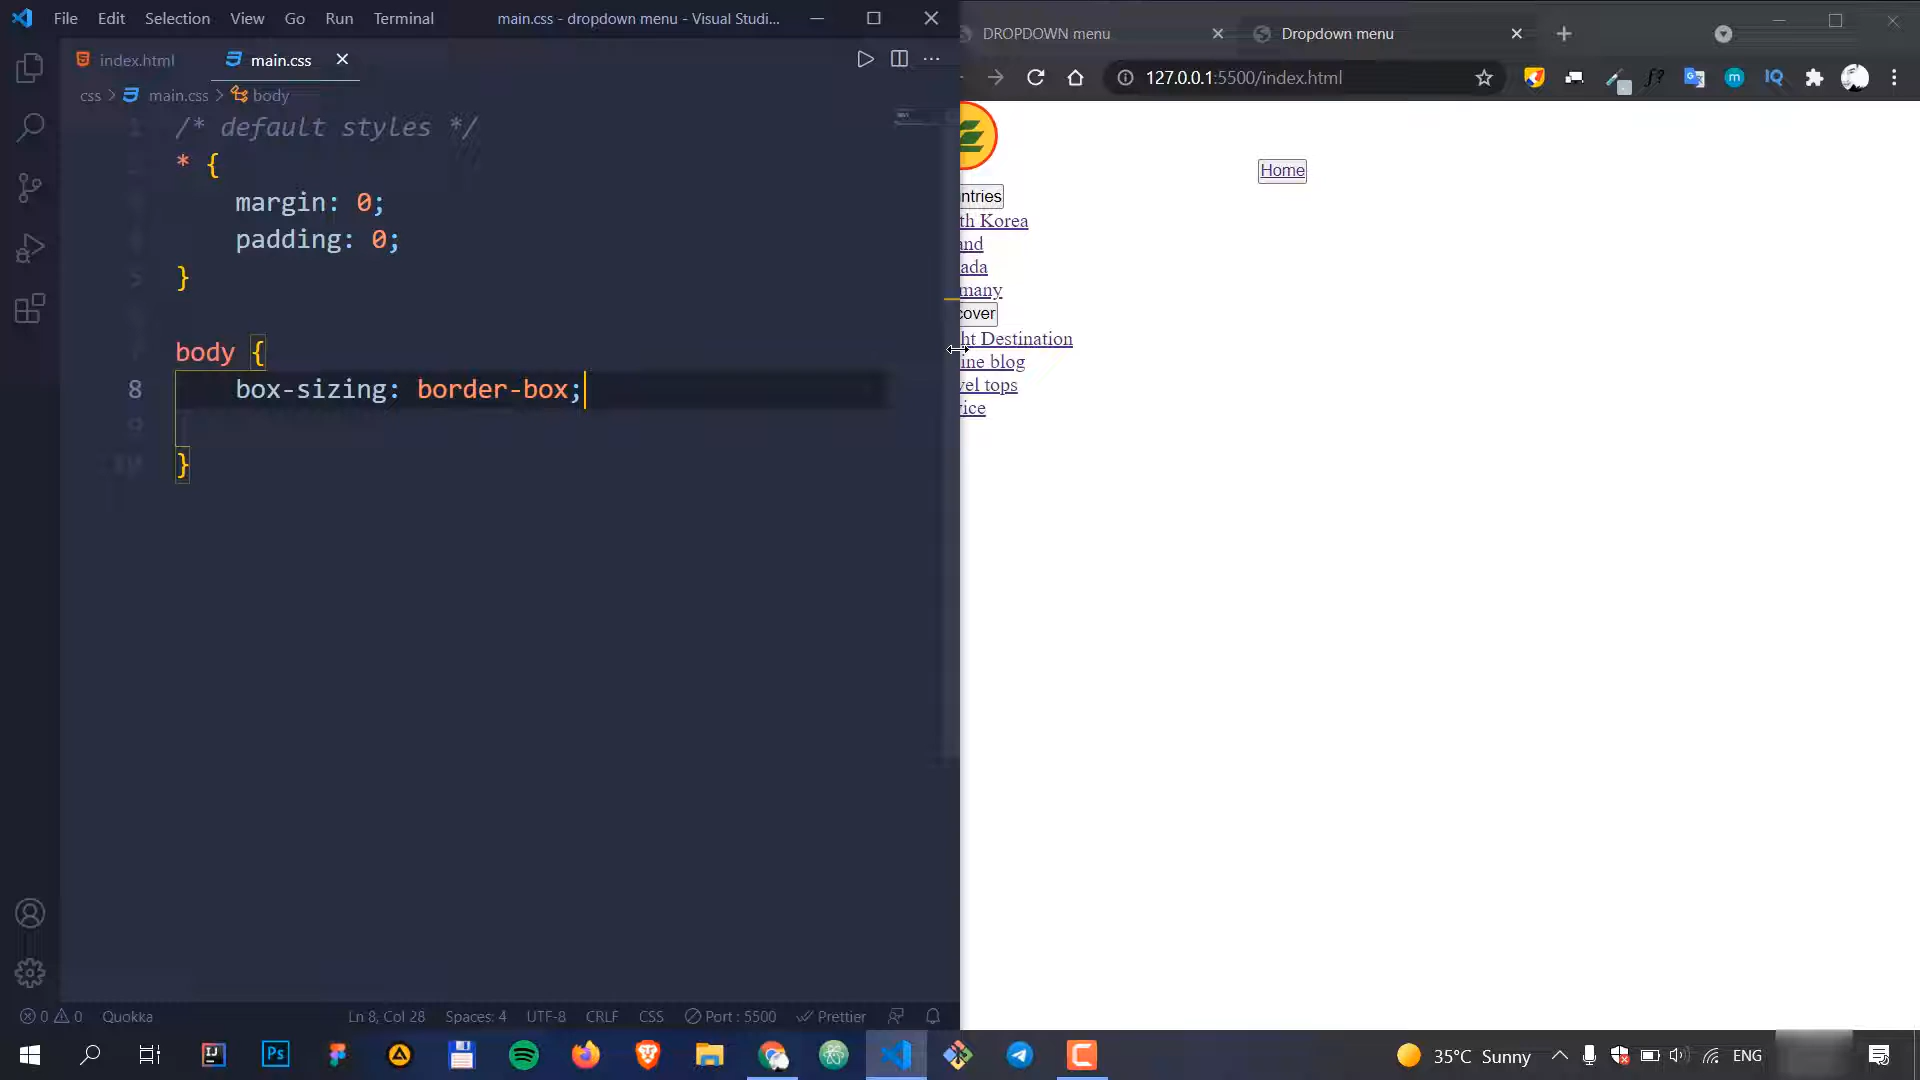 File Edit Selection View Go Run Terminal main.css - dropdown menu - Visual Studi...
index.html main.css
css > main.css > body
/* default styles */
* {
margin: 0;
padding: 0;
}
body {
8 box-sizing: border-box;
}
0 0 Quokka Ln 8, Col 28 Spaces: 4 UTF-8 CRLF CSS Port : 5500 Prettier
DROPDOWN menu Dropdown menu
127.0.0.1:5500/index.html
Home
ntries
th Korea
and
ada
many
cover
ht Destination
ine blog
vel tops
vice
35°C Sunny ENG